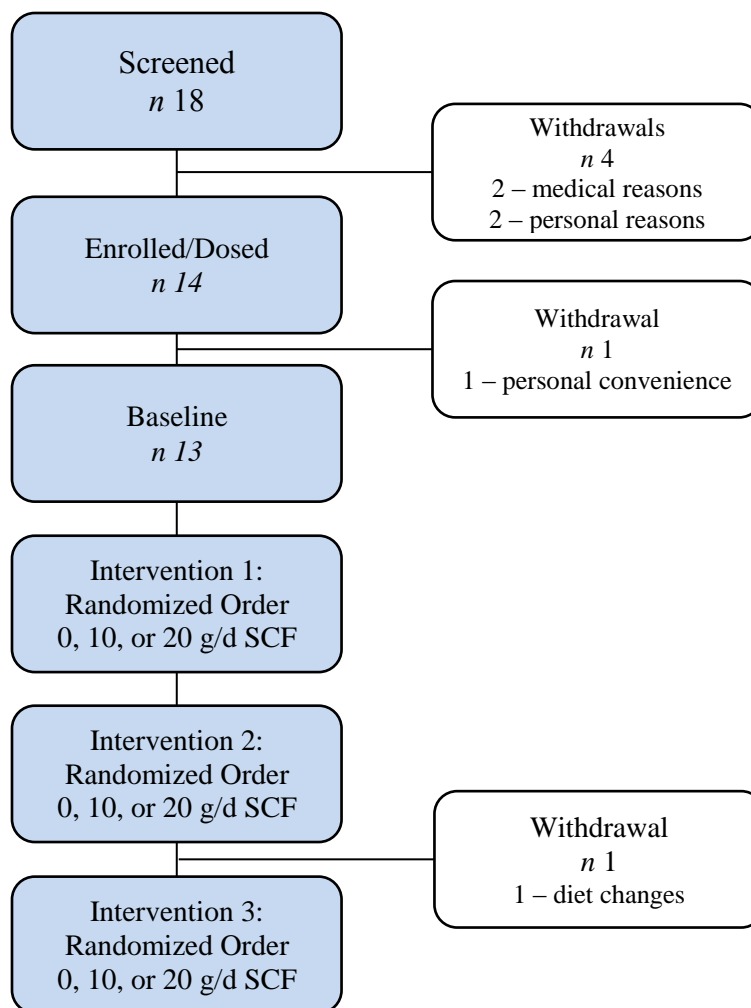 Screened
n 18
Withdrawals
n 4
2 – medical reasons
2 – personal reasons
Enrolled/Dosed
n 14
Withdrawal
n 1
1 – personal convenience
Baseline
n 13
Intervention 1:
Randomized Order
0, 10, or 20 g/d SCF
Intervention 2:
Randomized Order
0, 10, or 20 g/d SCF
Withdrawal
n 1
1 – diet changes
Intervention 3:
Randomized Order
0, 10, or 20 g/d SCF